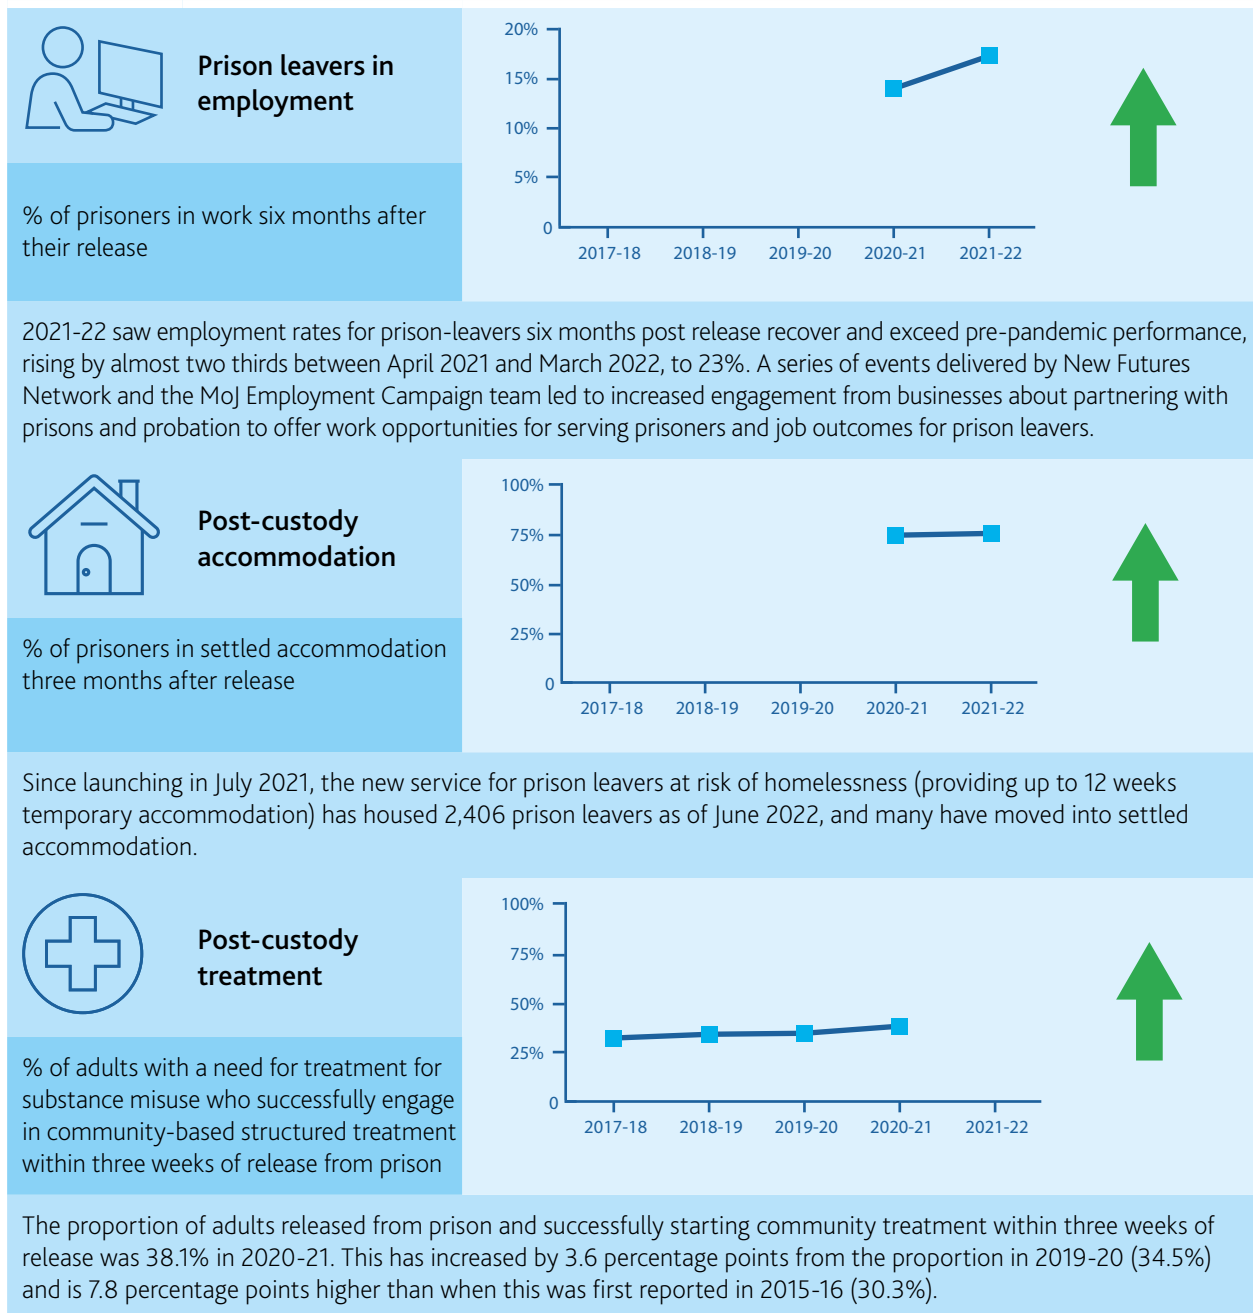 Prison leavers in
employment
% of prisoners in work six months after
their release
20%
15%
10%
5%
0
2017-18 2018-19 2019-20 2020-21 2021-22
2021-22 saw employment rates for prison-leavers six months post release recover and exceed pre-pandemic performance,
rising by almost two thirds between April 2021 and March 2022, to 23%. A series of events delivered by New Futures
Network and the MoJ Employment Campaign team led to increased engagement from businesses about partnering with
prisons and probation to offer work opportunities for serving prisoners and job outcomes for prison leavers.
Post-custody
accommodation
% of prisoners in settled accommodation
three months after release
100%
75%
50%
25%
0
2017-18 2018-19 2019-20 2020-21 2021-22
Since launching in July 2021, the new service for prison leavers at risk of homelessness (providing up to 12 weeks
temporary accommodation) has housed 2,406 prison leavers as of June 2022, and many have moved into settled
accommodation.
Post-custody
treatment
% of adults with a need for treatment for
substance misuse who successfully engage
in community-based structured treatment
within three weeks of release from prison
100%
75%
50%
25%
0
2017-18 2018-19 2019-20 2020-21 2021-22
The proportion of adults released from prison and successfully starting community treatment within three weeks of
release was 38.1% in 2020-21. This has increased by 3.6 percentage points from the proportion in 2019-20 (34.5%)
and is 7.8 percentage points higher than when this was first reported in 2015-16 (30.3%).